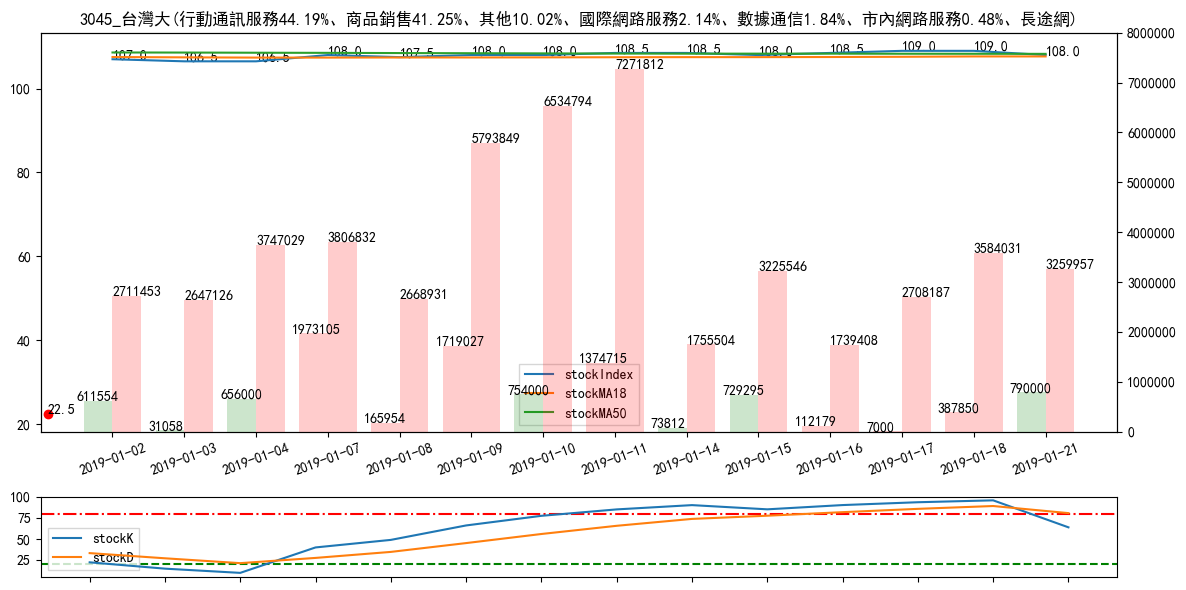 3045_台灣大(行動通訊服務44.19%、商品銷售41.25%、其他10.02%、國際網路服務2.14%、數據通信1.84%、市內網路服務0.48%、長途網)
8000000
107.0 106.5 106.5 108.0 107.5 108.0 108.0 108.5 108.5 108.0 108.5 109.0 109.0 108.0
7271812
7000000
100
6534794
6000000
5793849
80
5000000
3747029 3806832
4000000
60
3584031
3225546 3259957
3000000
2711453 2647126 2668931 2708187
1973105
2000000
40
1719027 1755504 1739408
1374715
stockIndex
1000000
611554 656000 754000 729295 790000
stockMA18
22.5
stockMA50
387850
20
31058 165954 73812 112179 7000
0
2019-01-02 2019-01-03 2019-01-04 2019-01-07 2019-01-08 2019-01-09 2019-01-10 2019-01-11 2019-01-14 2019-01-15 2019-01-16 2019-01-17 2019-01-18 2019-01-21
100
75
50
stockK
25
stockD